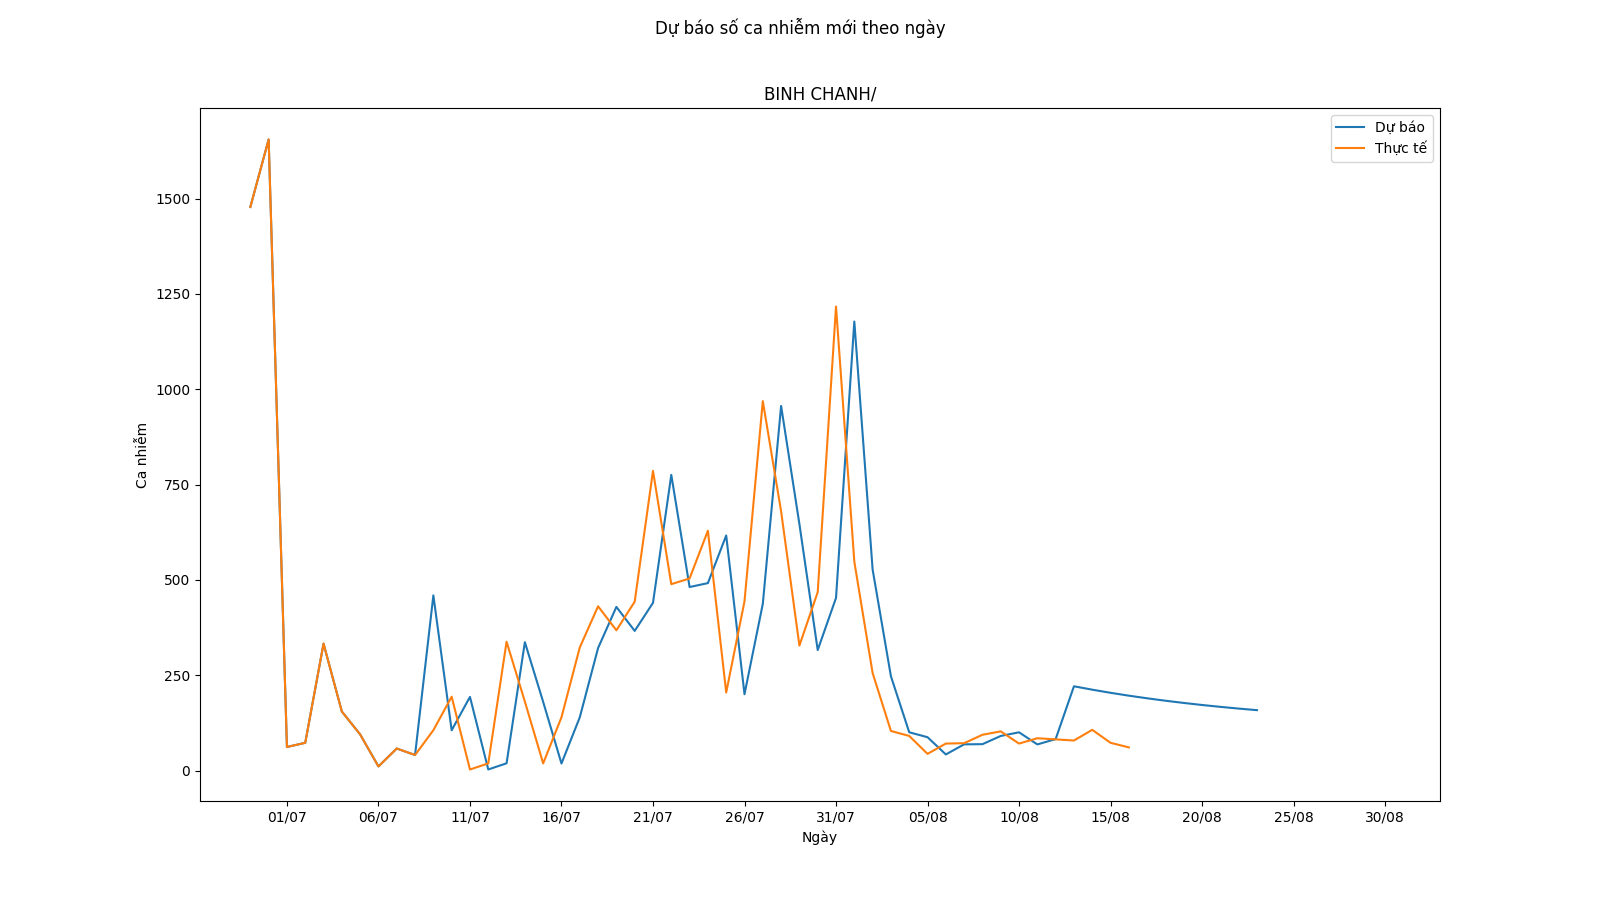 Dự báo số ca nhiễm mới theo ngày
BINH CHANH/
Dự báo
Thực tế
1500
1250
1000
750
500
250
0
Ca nhiễm
01/07 06/07 11/07 16/07 21/07 26/07 31/07 05/08 10/08 15/08 20/08 25/08 30/08
Ngày